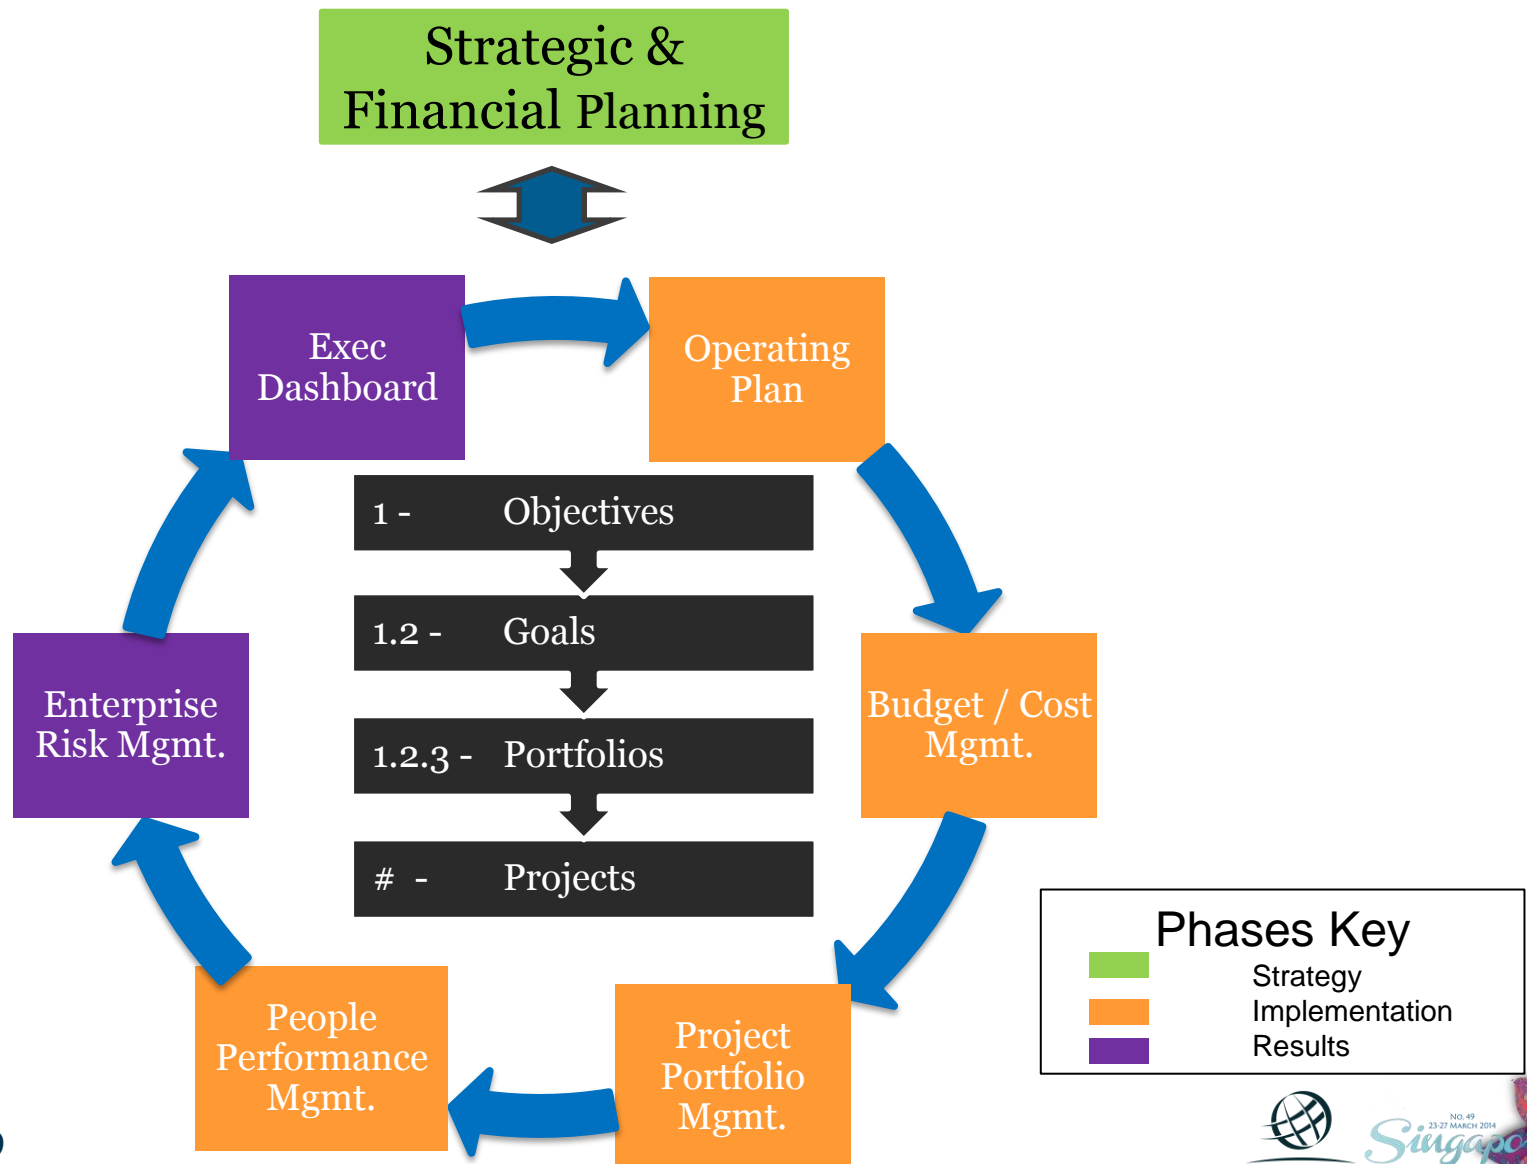 Strategic &
Financial Planning
Exec
Dashboard
Operating
Plan
1 - Objectives
1.2 - Goals
1.2.3 - Portfolios
# - Projects
Enterprise
Risk Mgmt.
Budget / Cost
Mgmt.
People
Performance
Mgmt.
Project
Portfolio
Mgmt.
Phases Key
Strategy
Implementation
Results
No. 49
23-27 March 2014